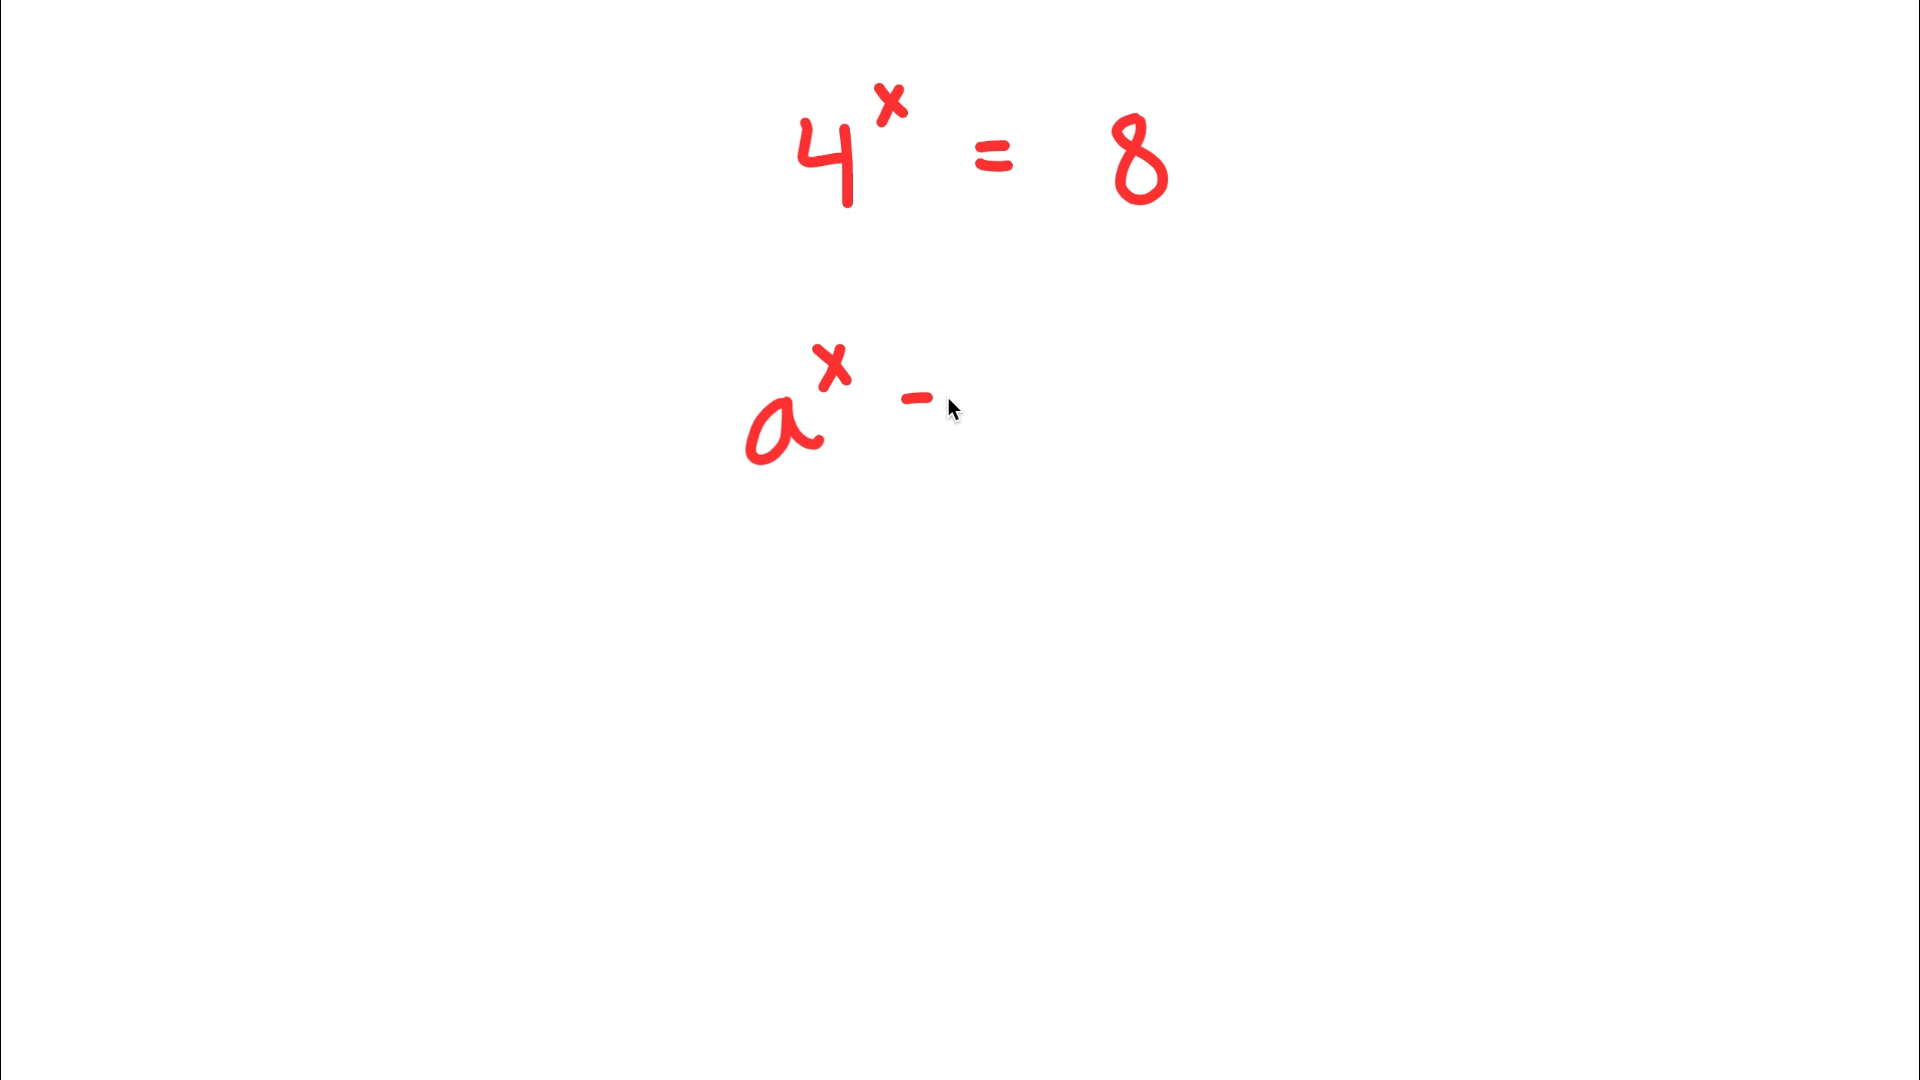 4^x = 8
a^x -